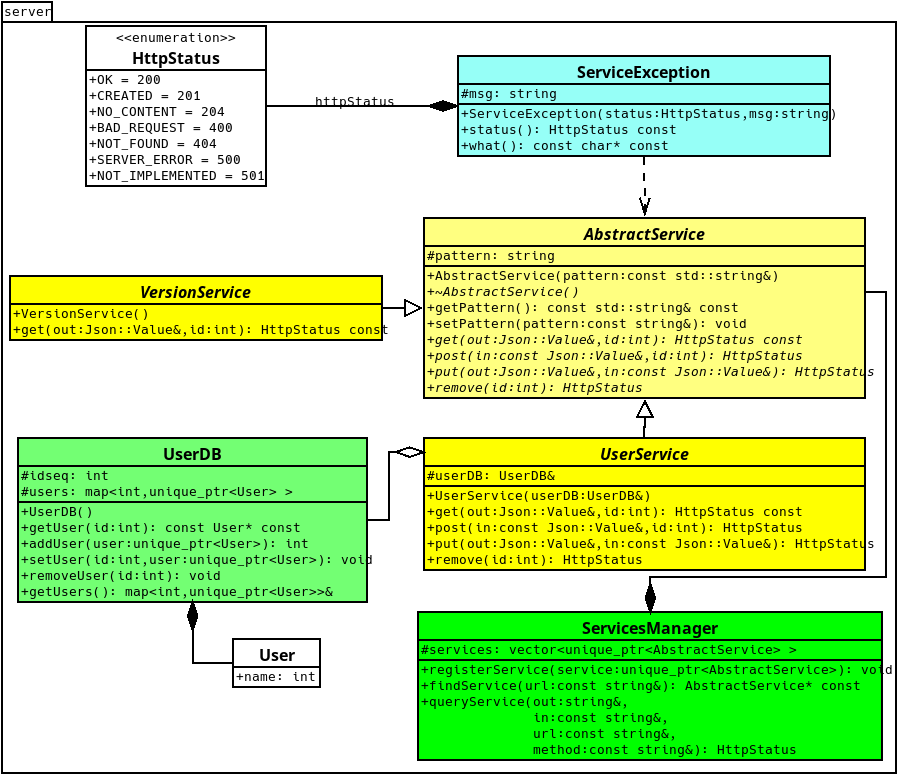 server
<<enumeration>>
HttpStatus
+OK = 200
+CREATED = 201
+NO_CONTENT = 204
+BAD_REQUEST = 400
+NOT_FOUND = 404
+SERVER_ERROR = 500
+NOT_IMPLEMENTED = 501
httpStatus
ServiceException
#msg: string
+ServiceException(status:HttpStatus,msg:string)
+status(): HttpStatus const
+what(): const char* const
AbstractService
#pattern: string
+AbstractService(pattern:const std::string&)
+~AbstractService()
+getPattern(): const std::string& const
+setPattern(pattern:const string&): void
+get(out:Json::Value&,id:int): HttpStatus const
+post(in:const Json::Value&,id:int): HttpStatus
+put(out:Json::Value&,in:const Json::Value&): HttpStatus
+remove(id:int): HttpStatus
VersionService
+VersionService()
+get(out:Json::Value&,id:int): HttpStatus const
UserDB
#idseq: int
#users: map<int,unique_ptr<User> >
+UserDB()
+getUser(id:int): const User* const
+addUser(user:unique_ptr<User>): int
+setUser(id:int,user:unique_ptr<User>): void
+removeUser(id:int): void
+getUsers(): map<int,unique_ptr<User>>&
UserService
#userDB: UserDB&
+UserService(userDB:UserDB&)
+get(out:Json::Value&,id:int): HttpStatus const
+post(in:const Json::Value&,id:int): HttpStatus
+put(out:Json::Value&,in:const Json::Value&): HttpStatus
+remove(id:int): HttpStatus
User
+name: int
ServicesManager
#services: vector<unique_ptr<AbstractService> >
+registerService(service:unique_ptr<AbstractService>): void
+findService(url:const string&): AbstractService* const
+queryService(out:string&,
in:const string&,
url:const string&,
method:const string&): HttpStatus